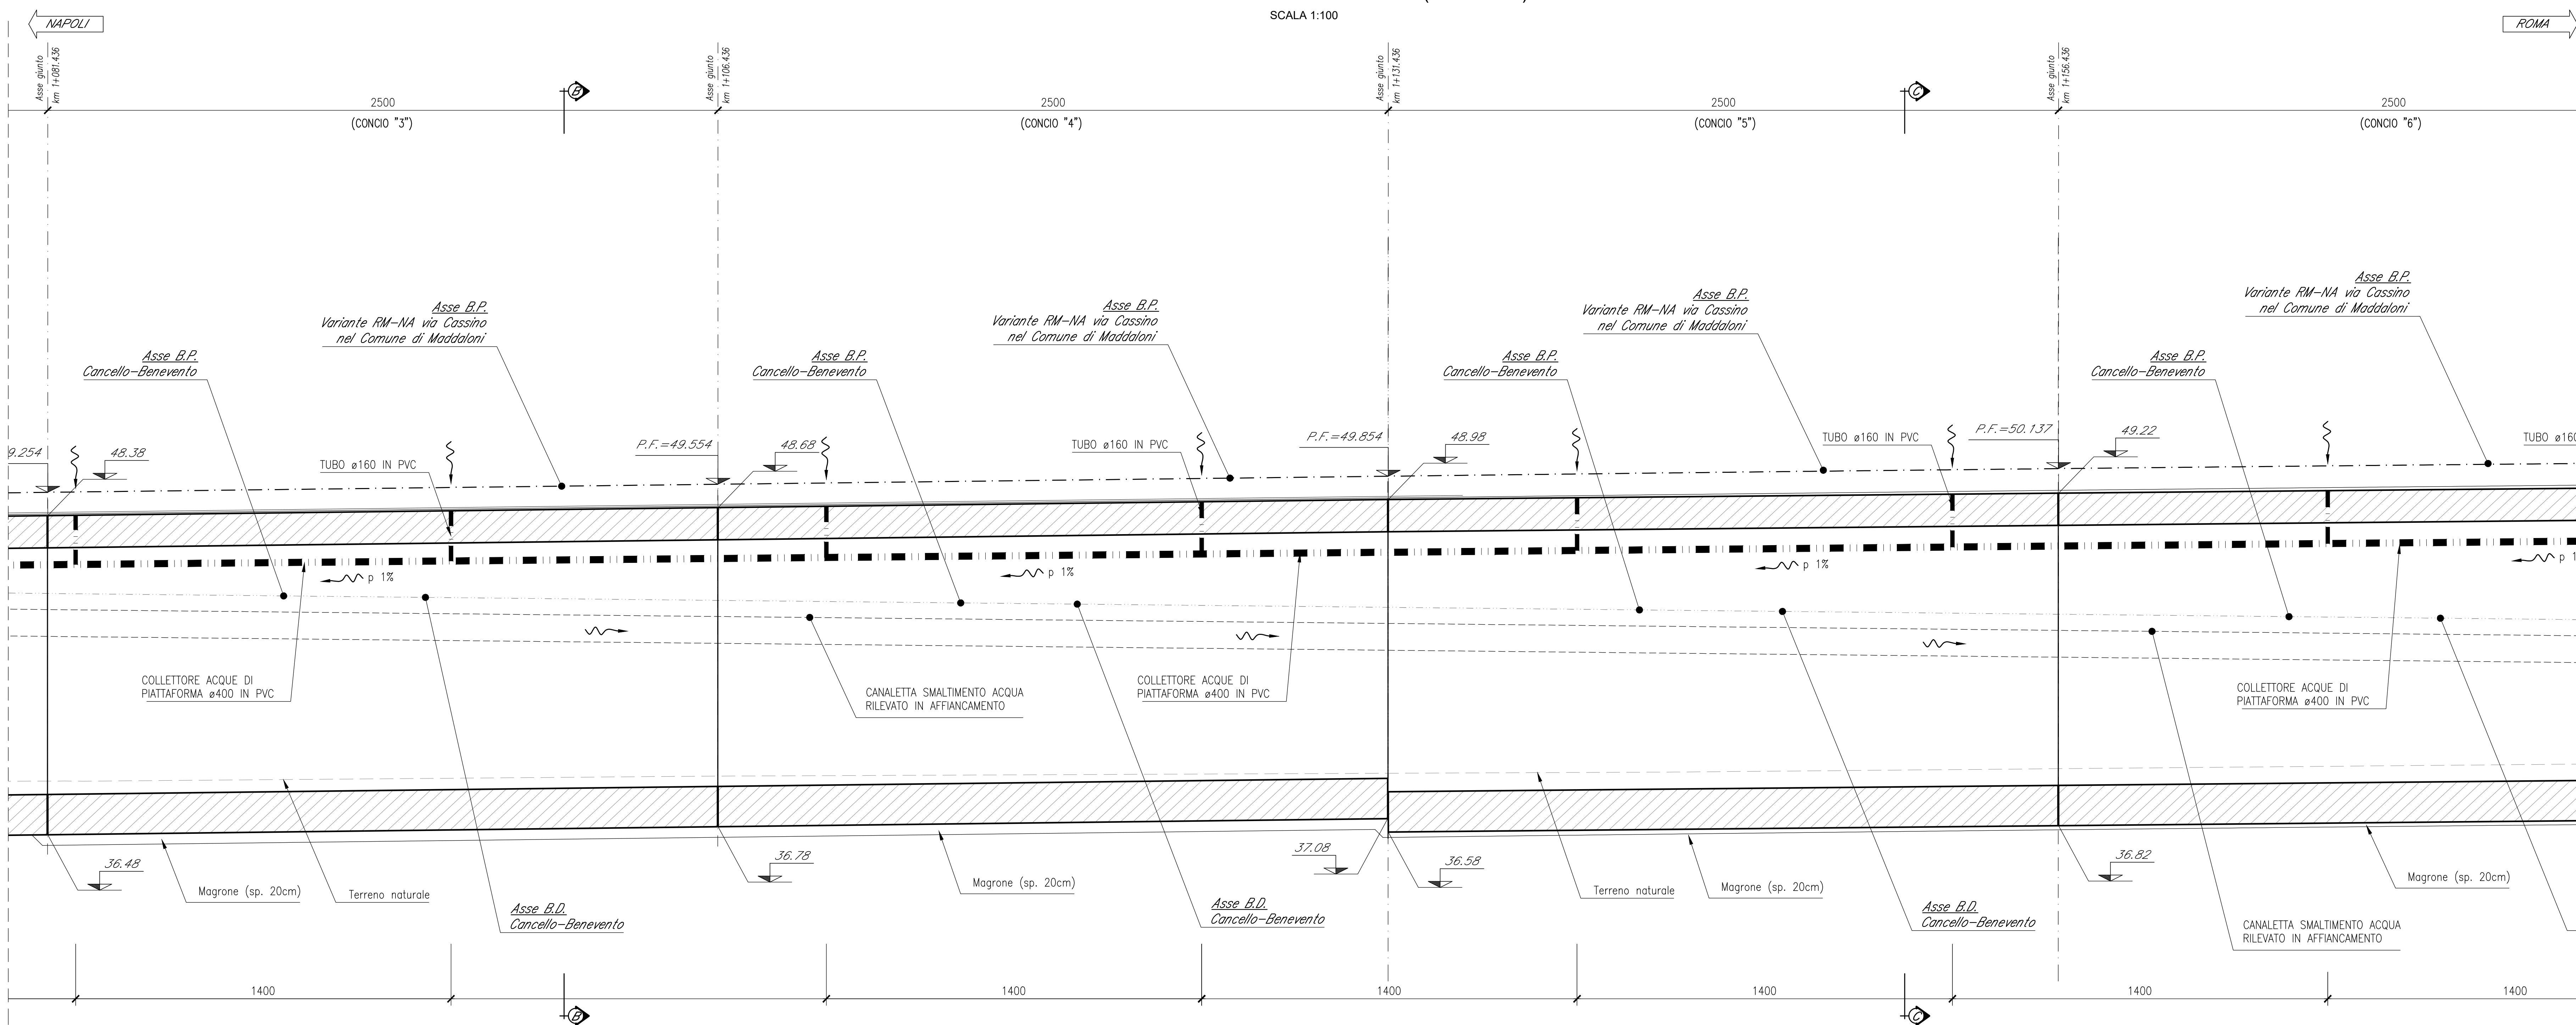 SCALA 1:100
NAPOLI
ROMA
Asse giunto
km 1+081.436
Asse giunto
km 1+106.436
Asse giunto
km 1+131.436
Asse giunto
km 1+156.436
B
C
2500
2500
2500
2500
(CONCIO "3")
(CONCIO "4")
(CONCIO "5")
(CONCIO "6")
Asse B.P.
Variante RM-NA via Cassino
nel Comune di Maddaloni
Asse B.P.
Variante RM-NA via Cassino
nel Comune di Maddaloni
Asse B.P.
Variante RM-NA via Cassino
nel Comune di Maddaloni
Asse B.P.
Variante RM-NA via Cassino
nel Comune di Maddaloni
Asse B.P.
Cancello-Benevento
Asse B.P.
Cancello-Benevento
Asse B.P.
Cancello-Benevento
Asse B.P.
Cancello-Benevento
9.254
48.38
TUBO ø160 IN PVC
P.F.=49.554
48.68
TUBO ø160 IN PVC
P.F.=49.854
48.98
TUBO ø160 IN PVC
P.F.=50.137
49.22
TUBO ø160
p 1%
p 1%
p 1%
p 1
COLLETTORE ACQUE DI
PIATTAFORMA ø400 IN PVC
CANALETTA SMALTIMENTO ACQUA
RILEVATO IN AFFIANCAMENTO
COLLETTORE ACQUE DI
PIATTAFORMA ø400 IN PVC
COLLETTORE ACQUE DI
PIATTAFORMA ø400 IN PVC
36.48
Magrone (sp. 20cm)
Terreno naturale
36.78
Magrone (sp. 20cm)
37.08
36.58
Terreno naturale
Magrone (sp. 20cm)
36.82
Magrone (sp. 20cm)
Asse B.D.
Cancello-Benevento
Asse B.D.
Cancello-Benevento
Asse B.D.
Cancello-Benevento
CANALETTA SMALTIMENTO ACQUA
RILEVATO IN AFFIANCAMENTO
1400
1400
1400
1400
1400
1400
B
C